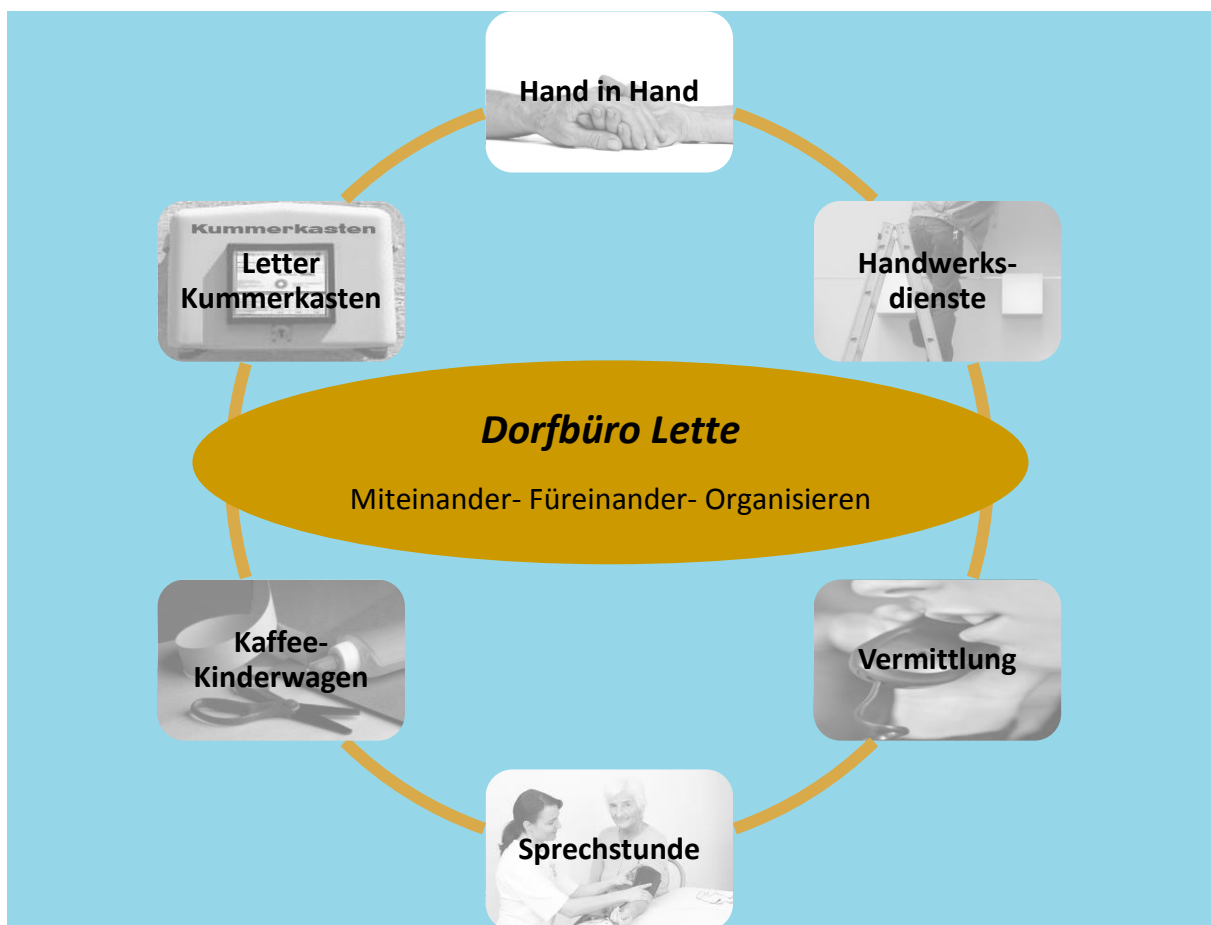 Hand in Hand
Kummerkasten
Letter
Kummerkasten
Handwerks-
dienste
Dorfbüro Lette
Miteinander- Füreinander- Organisieren
Kaffee-
Kinderwagen
Vermittlung
Sprechstunde